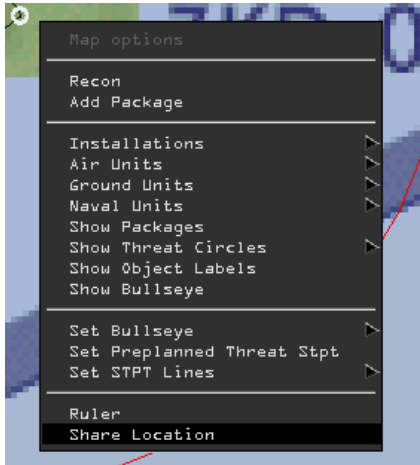 Map options
Recon
Add Package
Installations
Air Units
Ground Units
Naval Units
Show Packages
Show Threat Circles
Show Object Labels
Show Bullseye
Set Bullseye
Set Preplanned Threat Stpt
Set STPT Lines
Ruler
Share Location